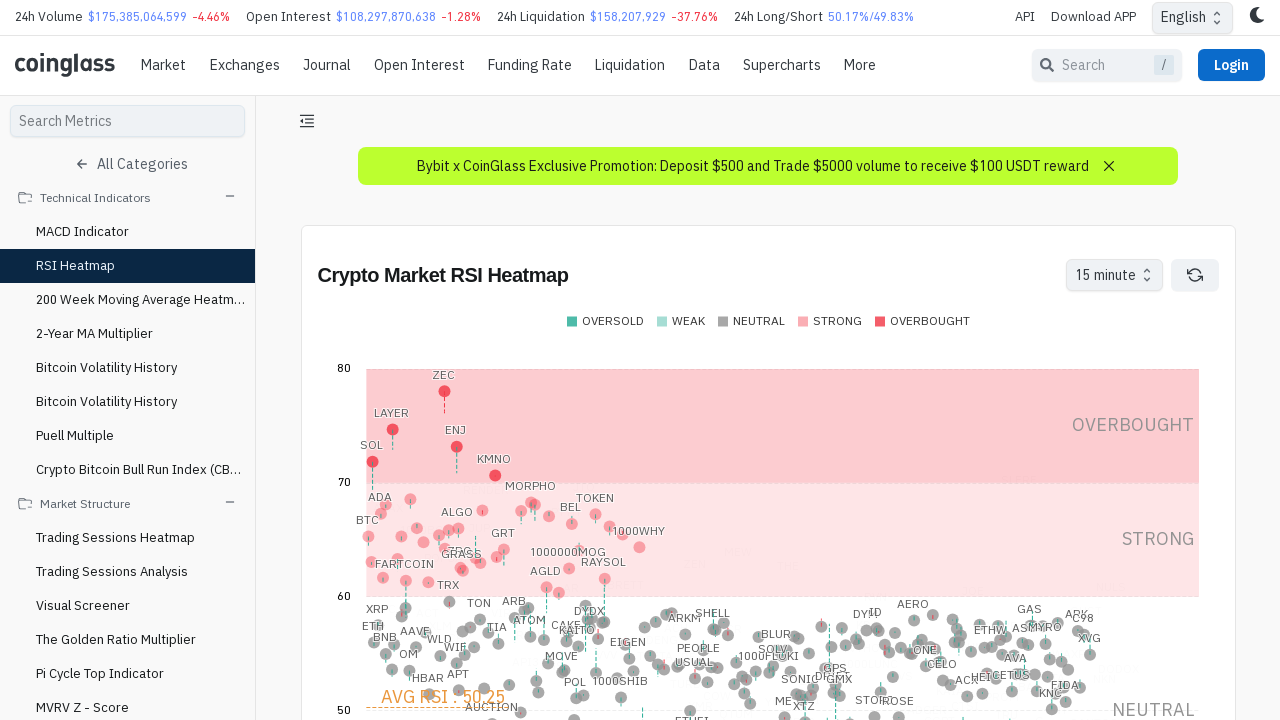 24h Volume $175,385,064,599 -4.46% Open Interest $108,297,870,638 -1.28% 24h Liquidation $158,207,929 -37.76% 24h Long/Short 50.17%/49.83% API Download APP English
coinglass Market Exchanges Journal Open Interest Funding Rate Liquidation Data Supercharts More Search / Login
Search Metrics
All Categories
Technical Indicators
MACD Indicator
RSI Heatmap
200 Week Moving Average Heatm...
2-Year MA Multiplier
Bitcoin Volatility History
Bitcoin Volatility History
Puell Multiple
Crypto Bitcoin Bull Run Index (CB...
Market Structure
Trading Sessions Heatmap
Trading Sessions Analysis
Visual Screener
The Golden Ratio Multiplier
Pi Cycle Top Indicator
MVRV Z - Score
Bybit x CoinGlass Exclusive Promotion: Deposit $500 and Trade $5000 volume to receive $100 USDT reward
Crypto Market RSI Heatmap 15 minute
OVERSOLD WEAK NEUTRAL STRONG OVERBOUGHT
80
ZEC
LAYER
OVERBOUGHT
ENJ
SOL
KMNO
70
MORPHO
ADA TOKEN
BEL
ALGO
BTC
1000WHY
GRT
STRONG
1000000MOG
GRASS
FARTCOIN RAYSOL
AGLD
TRX
60
TON ARB AERO
XRP DYDX ARKM SHELL ID GAS ARK
ATOM C98
ETH CAKE
TIA KAITO ETHW
BNB AAVE BLUR XVG
WLD EIGEN
WIF PEOPLE SOLV ONE
OM MOVE USUAL AVA
CELO
APT GPS
HBAR 1000SHIB SONIC GMX CETUS
POL FIDA
AVG RSI : 50.25 KNC
AUCTION ME XTZ ROSE
50 NEUTRAL